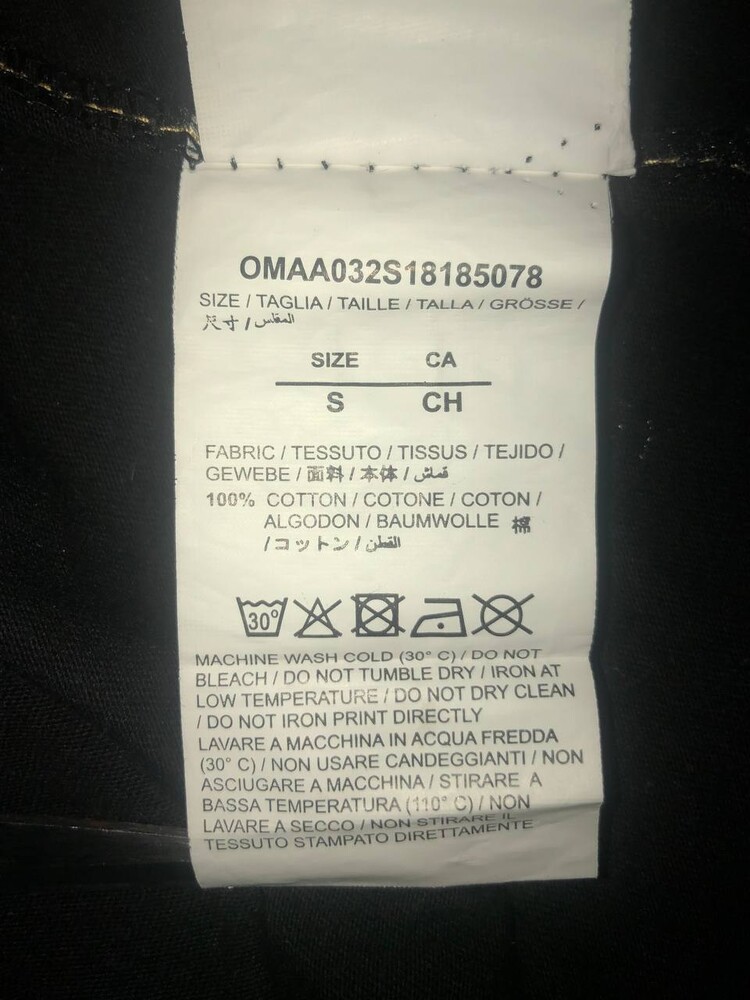 OMAA032S18185078
SIZE / TAGLIA / TAILLE / TALLA / GRÖSSE /
尺寸 / المقاس
SIZE CA
S CH
FABRIC / TESSUTO / TISSUS / TEJIDO /
GEWEBE / 面料 / 本体 / قماش
100% COTTON / COTONE / COTON /
ALGODON / BAUMWOLLE 棉
/ コットン / القطن
30°
MACHINE WASH COLD (30° C) / DO NOT
BLEACH / DO NOT TUMBLE DRY / IRON AT
LOW TEMPERATURE / DO NOT DRY CLEAN
/ DO NOT IRON PRINT DIRECTLY
LAVARE A MACCHINA IN ACQUA FREDDA
(30° C) / NON USARE CANDEGGIANTI / NON
ASCIUGARE A MACCHINA / STIRARE A
BASSA TEMPERATURA (110° C) / NON
LAVARE A SECCO / NON STIRARE IL
TESSUTO STAMPATO DIRETTAMENTE